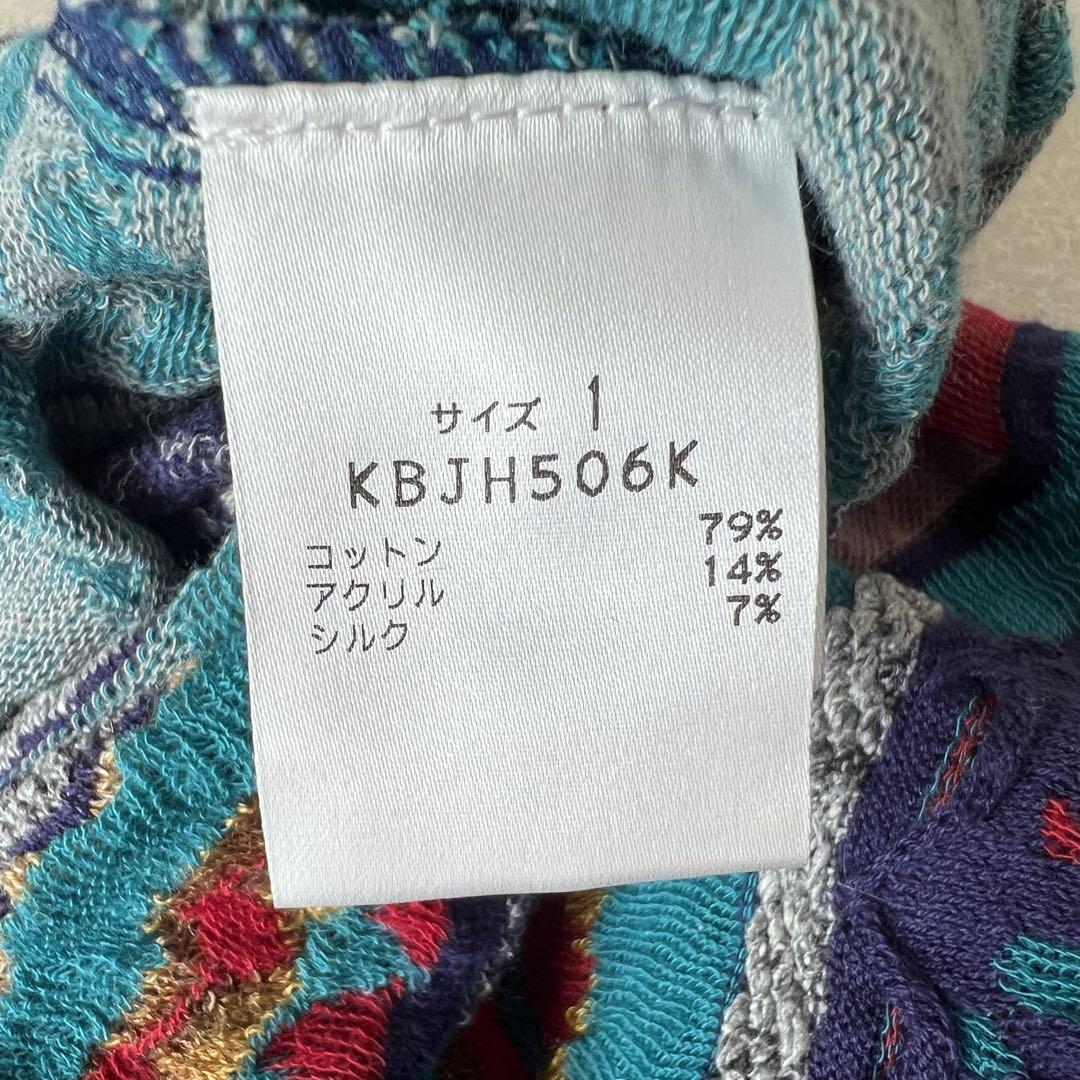 サイズ 1
KBJH506K
コットン 79%
アクリル 14%
シルク 7%